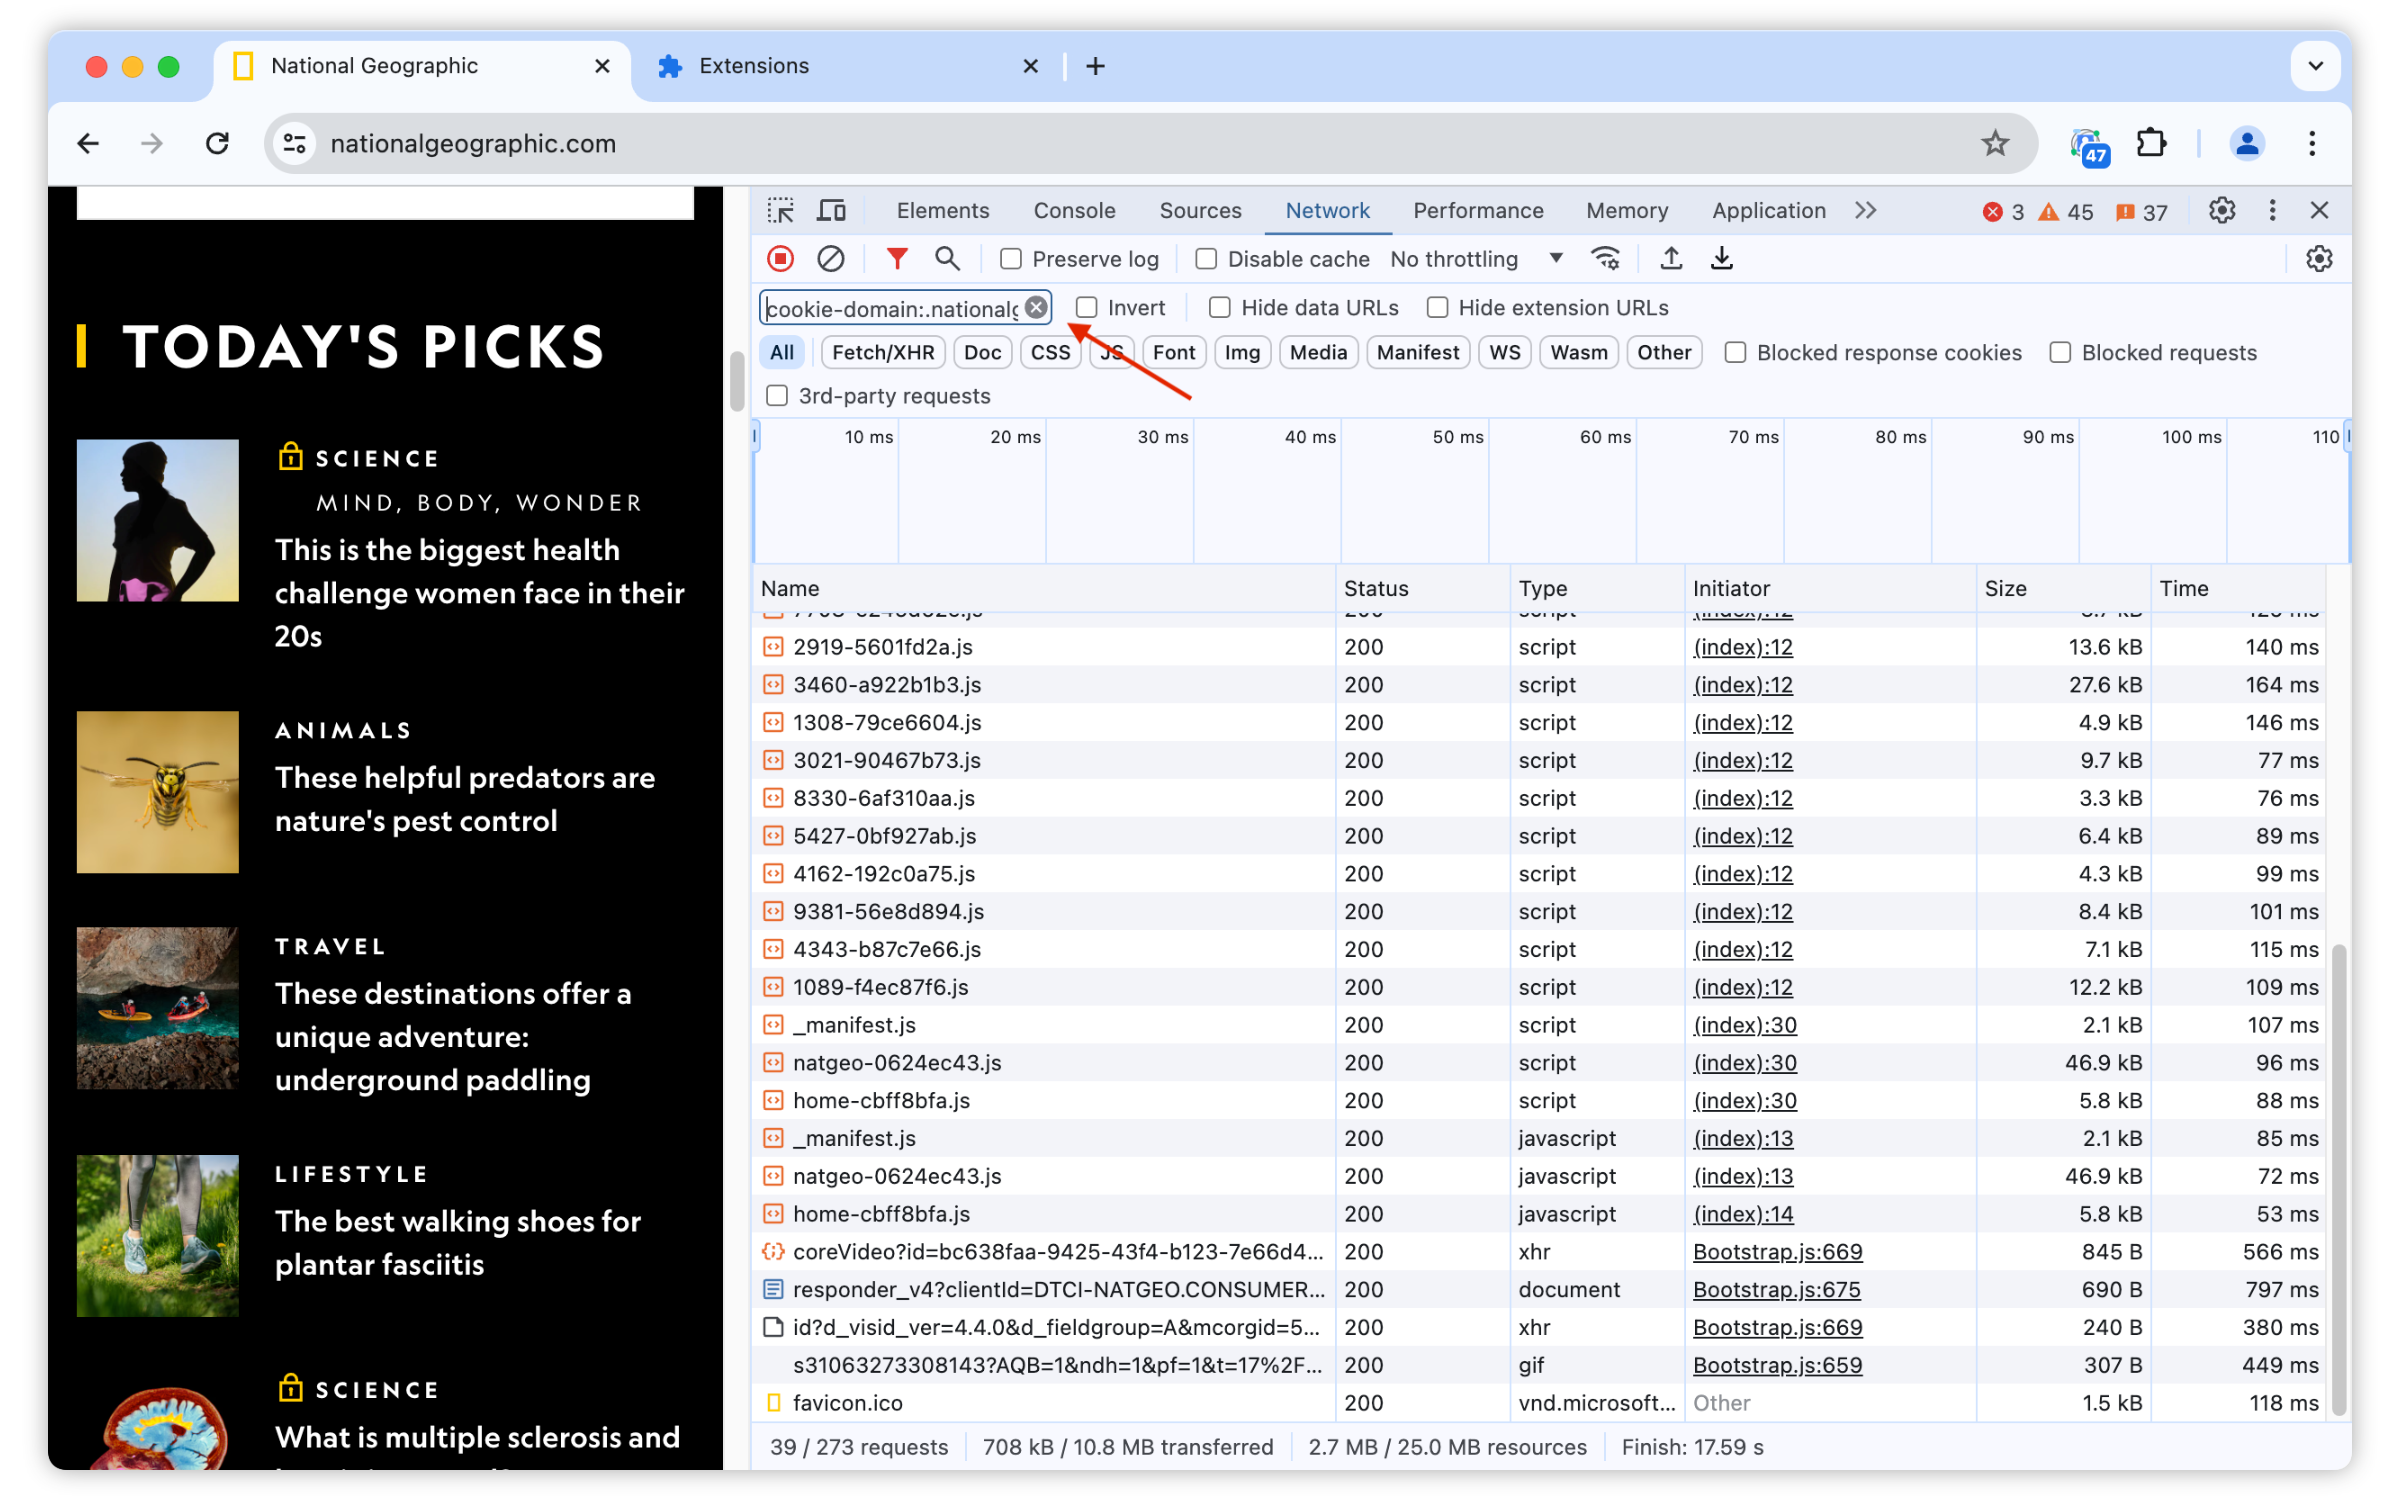 National Geographic
Extensions
nationalgeographic.com
47
Elements Console Sources Network Performance Memory Application 3 45 37
Preserve log Disable cache No throttling
cookie-domain:.nationalg Invert Hide data URLs Hide extension URLs
All Fetch/XHR Doc CSS JS Font Img Media Manifest WS Wasm Other Blocked response cookies Blocked requests
3rd-party requests
10 ms 20 ms 30 ms 40 ms 50 ms 60 ms 70 ms 80 ms 90 ms 100 ms 110
Name Status Type Initiator Size Time
2919-5601fd2a.js 200 script (index):12 13.6 kB 140 ms
3460-a922b1b3.js 200 script (index):12 27.6 kB 164 ms
1308-79ce6604.js 200 script (index):12 4.9 kB 146 ms
3021-90467b73.js 200 script (index):12 9.7 kB 77 ms
8330-6af310aa.js 200 script (index):12 3.3 kB 76 ms
5427-0bf927ab.js 200 script (index):12 6.4 kB 89 ms
4162-192c0a75.js 200 script (index):12 4.3 kB 99 ms
9381-56e8d894.js 200 script (index):12 8.4 kB 101 ms
4343-b87c7e66.js 200 script (index):12 7.1 kB 115 ms
1089-f4ec87f6.js 200 script (index):12 12.2 kB 109 ms
_manifest.js 200 script (index):30 2.1 kB 107 ms
natgeo-0624ec43.js 200 script (index):30 46.9 kB 96 ms
home-cbff8bfa.js 200 script (index):30 5.8 kB 88 ms
_manifest.js 200 javascript (index):13 2.1 kB 85 ms
natgeo-0624ec43.js 200 javascript (index):13 46.9 kB 72 ms
home-cbff8bfa.js 200 javascript (index):14 5.8 kB 53 ms
coreVideo?id=bc638faa-9425-43f4-b123-7e66d4... 200 xhr Bootstrap.js:669 845 B 566 ms
responder_v4?clientId=DTCI-NATGEO.CONSUMER... 200 document Bootstrap.js:675 690 B 797 ms
id?d_visid_ver=4.4.0&d_fieldgroup=A&mcorgid=5... 200 xhr Bootstrap.js:669 240 B 380 ms
s31063273308143?AQB=1&ndh=1&pf=1&t=17%2F... 200 gif Bootstrap.js:659 307 B 449 ms
favicon.ico 200 vnd.microsoft... Other 1.5 kB 118 ms
39 / 273 requests 708 kB / 10.8 MB transferred 2.7 MB / 25.0 MB resources Finish: 17.59 s
TODAY'S PICKS
SCIENCE
MIND, BODY, WONDER
This is the biggest health
challenge women face in their
20s
ANIMALS
These helpful predators are
nature's pest control
TRAVEL
These destinations offer a
unique adventure:
underground paddling
LIFESTYLE
The best walking shoes for
plantar fasciitis
SCIENCE
What is multiple sclerosis and